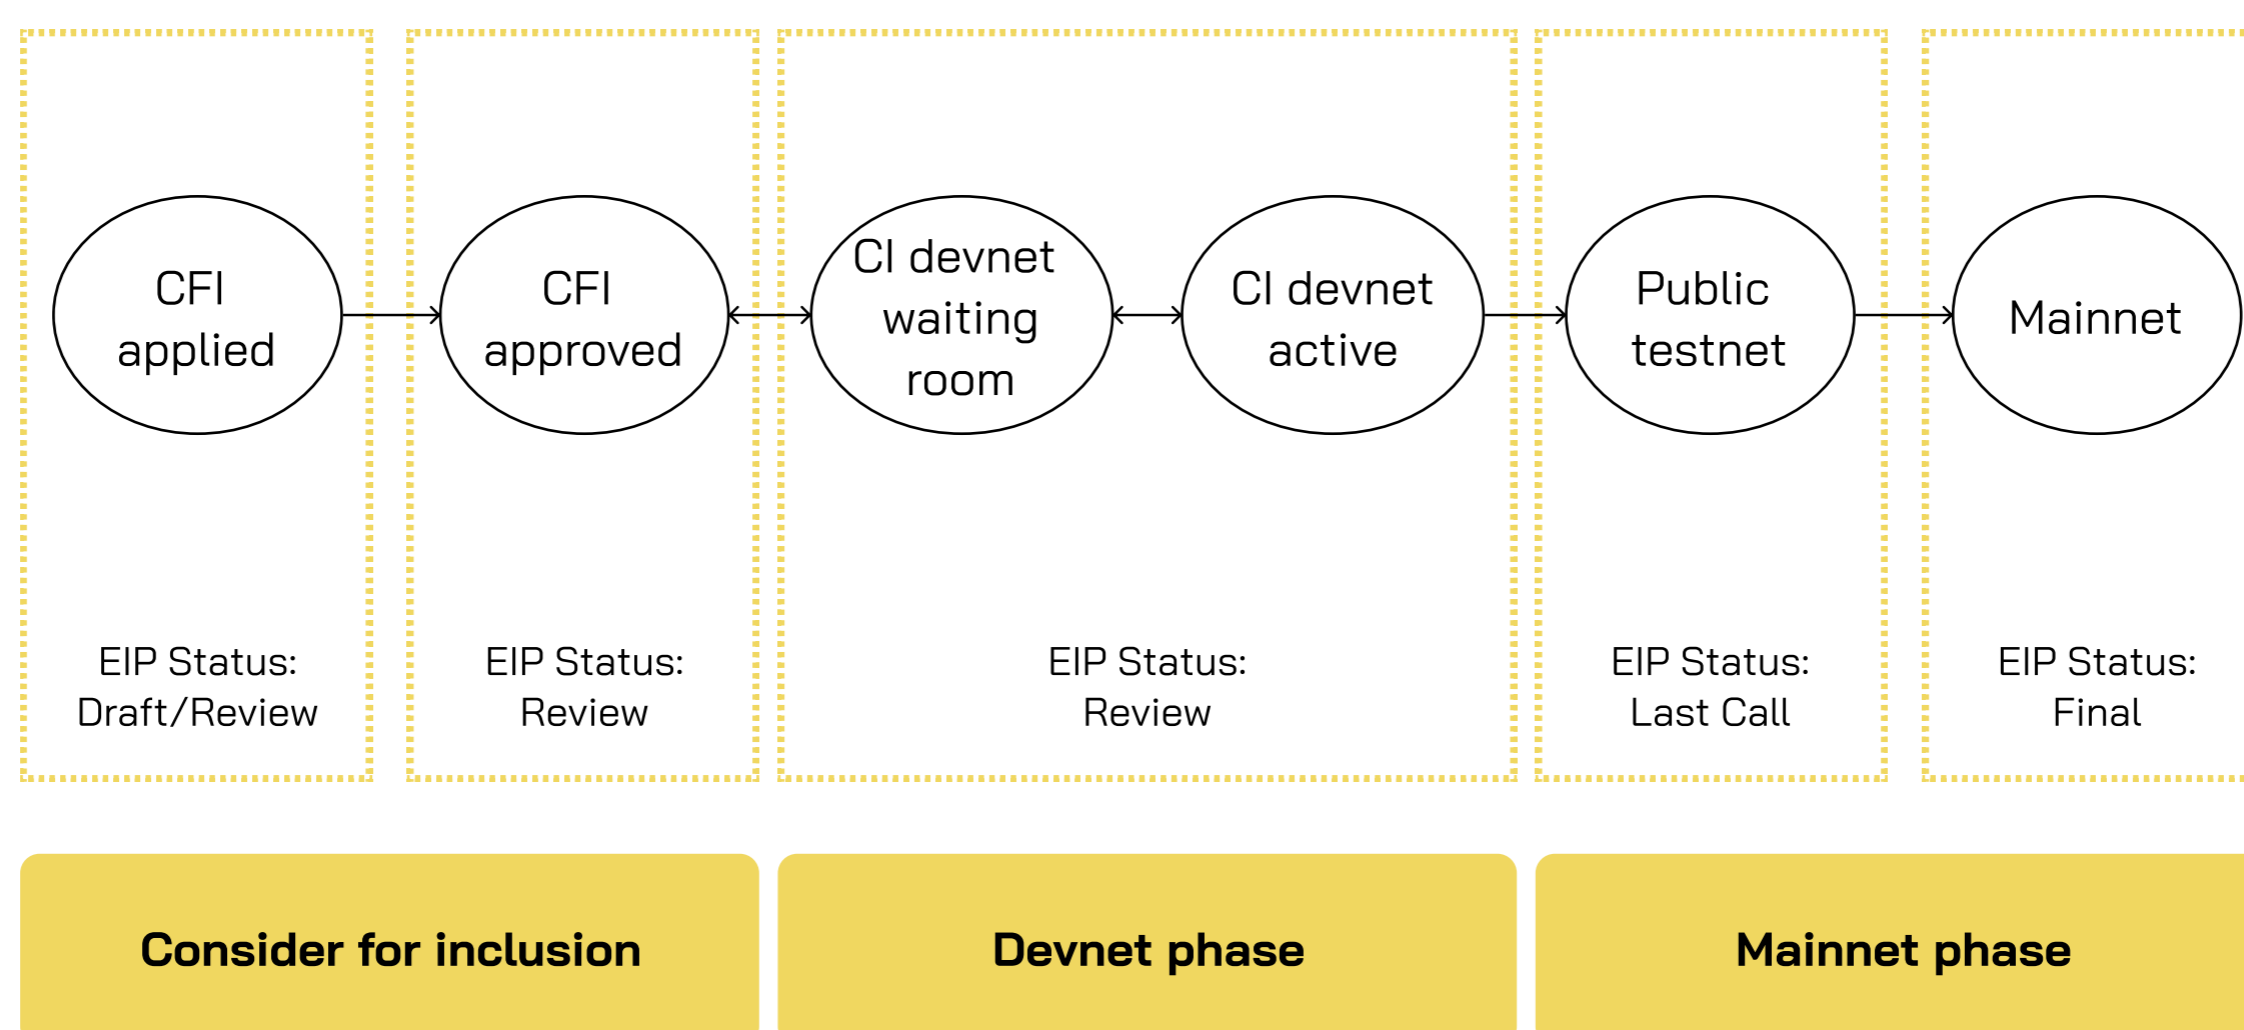 CFI
applied
CFI
approved
CI devnet
waiting
room
CI devnet
active
Public
testnet
Mainnet
EIP Status:
Draft/Review
EIP Status:
Review
EIP Status:
Review
EIP Status:
Last Call
EIP Status:
Final
Consider for inclusion
Devnet phase
Mainnet phase